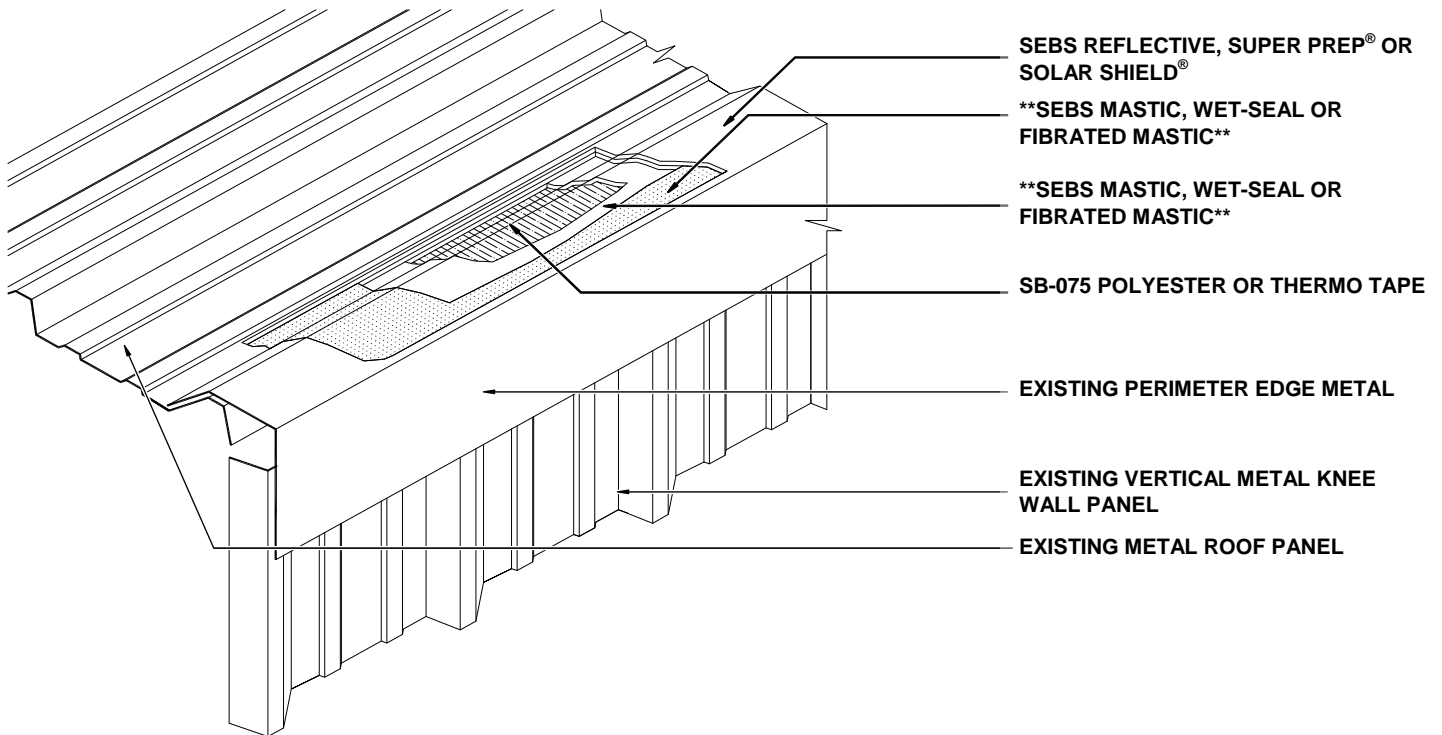 SEBS REFLECTIVE, SUPER PREP® OR
SOLAR SHIELD®
**SEBS MASTIC, WET-SEAL OR
FIBRATED MASTIC**
**SEBS MASTIC, WET-SEAL OR
FIBRATED MASTIC**
SB-075 POLYESTER OR THERMO TAPE
EXISTING PERIMETER EDGE METAL
EXISTING VERTICAL METAL KNEE
WALL PANEL
EXISTING METAL ROOF PANEL